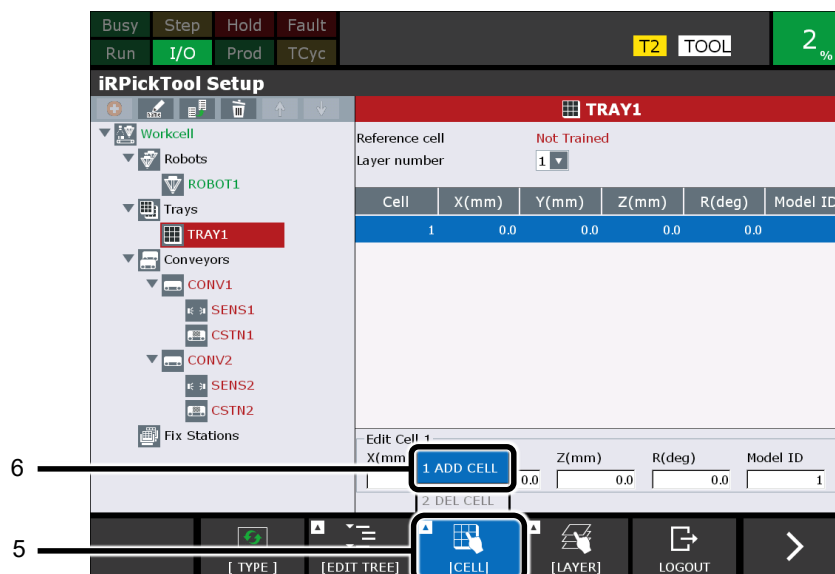 Busy Step Hold Fault
Run I/O Prod TCyc
T2 TOOL
2 %
iRPickTool Setup
TRAY1
Workcell
Robots
ROBOT1
Trays
TRAY1
Conveyors
CONV1
SENS1
CSTN1
CONV2
SENS2
CSTN2
Fix Stations
Reference cell Not Trained
Layer number 1
Cell X(mm) Y(mm) Z(mm) R(deg) Model ID
1 0.0 0.0 0.0 0.0
Edit Cell 1
X(mm Z(mm) R(deg) Model ID
0.0 0.0 0.0 1
1 ADD CELL
2 DEL CELL
6
5
[ TYPE ] [EDIT TREE] [CELL] [LAYER] LOGOUT >